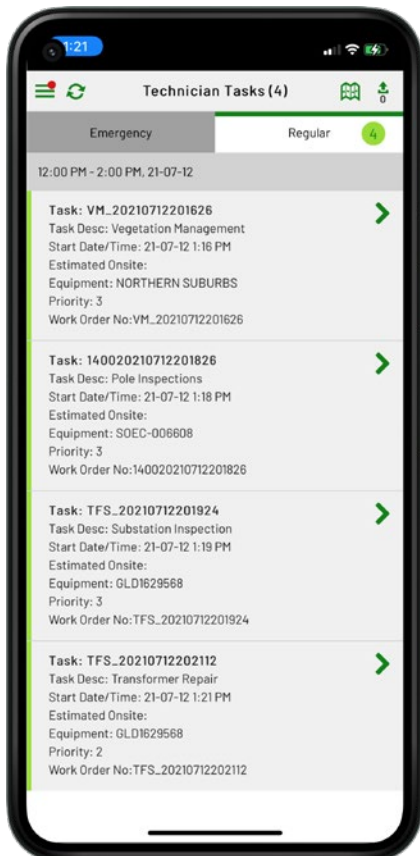 1:21
Technician Tasks (4)
0
Emergency
Regular
4
12:00 PM - 2:00 PM, 21-07-12
Task: VM_20210712201626
Task Desc: Vegetation Management
Start Date/Time: 21-07-12 1:16 PM
Estimated Onsite:
Equipment: NORTHERN SUBURBS
Priority: 3
Work Order No:VM_20210712201626
Task: 140020210712201826
Task Desc: Pole Inspections
Start Date/Time: 21-07-12 1:18 PM
Estimated Onsite:
Equipment: SOEC-006608
Priority: 3
Work Order No:140020210712201826
Task: TFS_20210712201924
Task Desc: Substation Inspection
Start Date/Time: 21-07-12 1:19 PM
Estimated Onsite:
Equipment: GLD1629568
Priority: 3
Work Order No:TFS_20210712201924
Task: TFS_20210712202112
Task Desc: Transformer Repair
Start Date/Time: 21-07-12 1:21 PM
Estimated Onsite:
Equipment: GLD1629568
Priority: 2
Work Order No:TFS_20210712202112